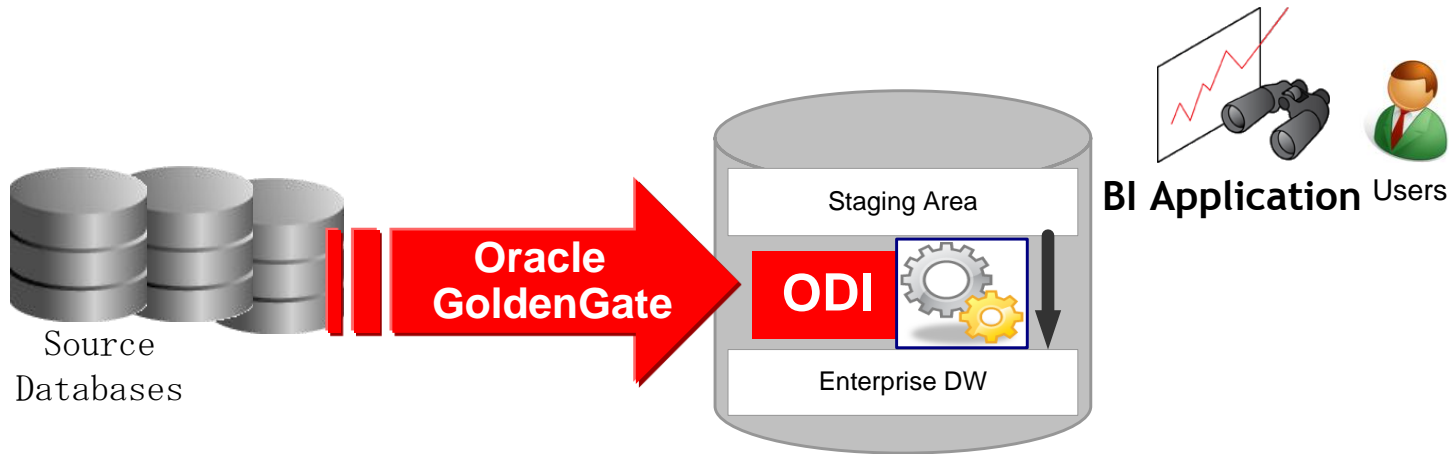 Source
Databases
Oracle
GoldenGate
Staging Area
ODI
Enterprise DW
BI Application
Users